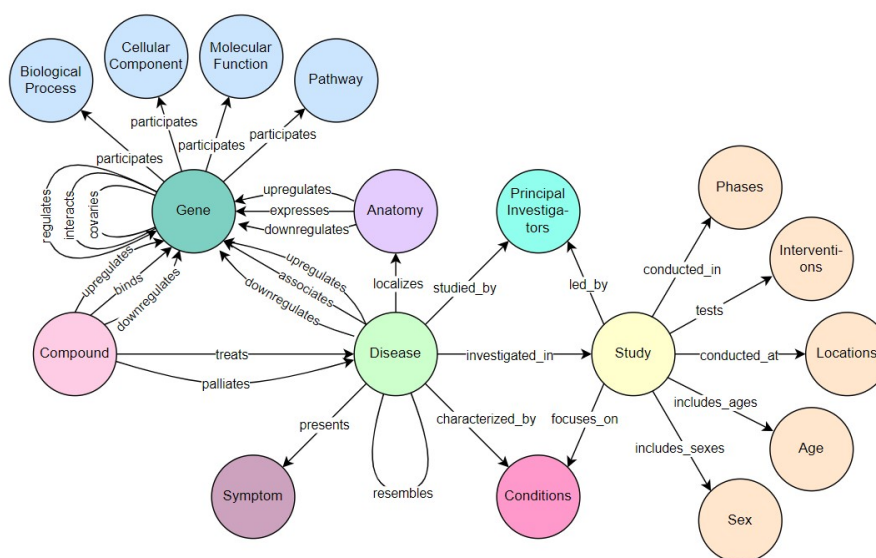 Cellular
Component
Molecular
Function
Biological
Process
Pathway
participates
participates
participates
participates
regulates
interacts
covaries
Gene
upregulates
expresses
downregulates
Anatomy
Principal
Investiga-
tors
Phases
Interventi-
ons
upregulates
binds
downregulates
upregulates
associates
downregulates
localizes
studied_by
led_by
conducted_in
tests
Compound
treats
palliates
Disease
investigated_in
Study
conducted_at
Locations
presents
resembles
characterized_by
focuses_on
includes_ages
includes_sexes
Age
Symptom
Conditions
Sex